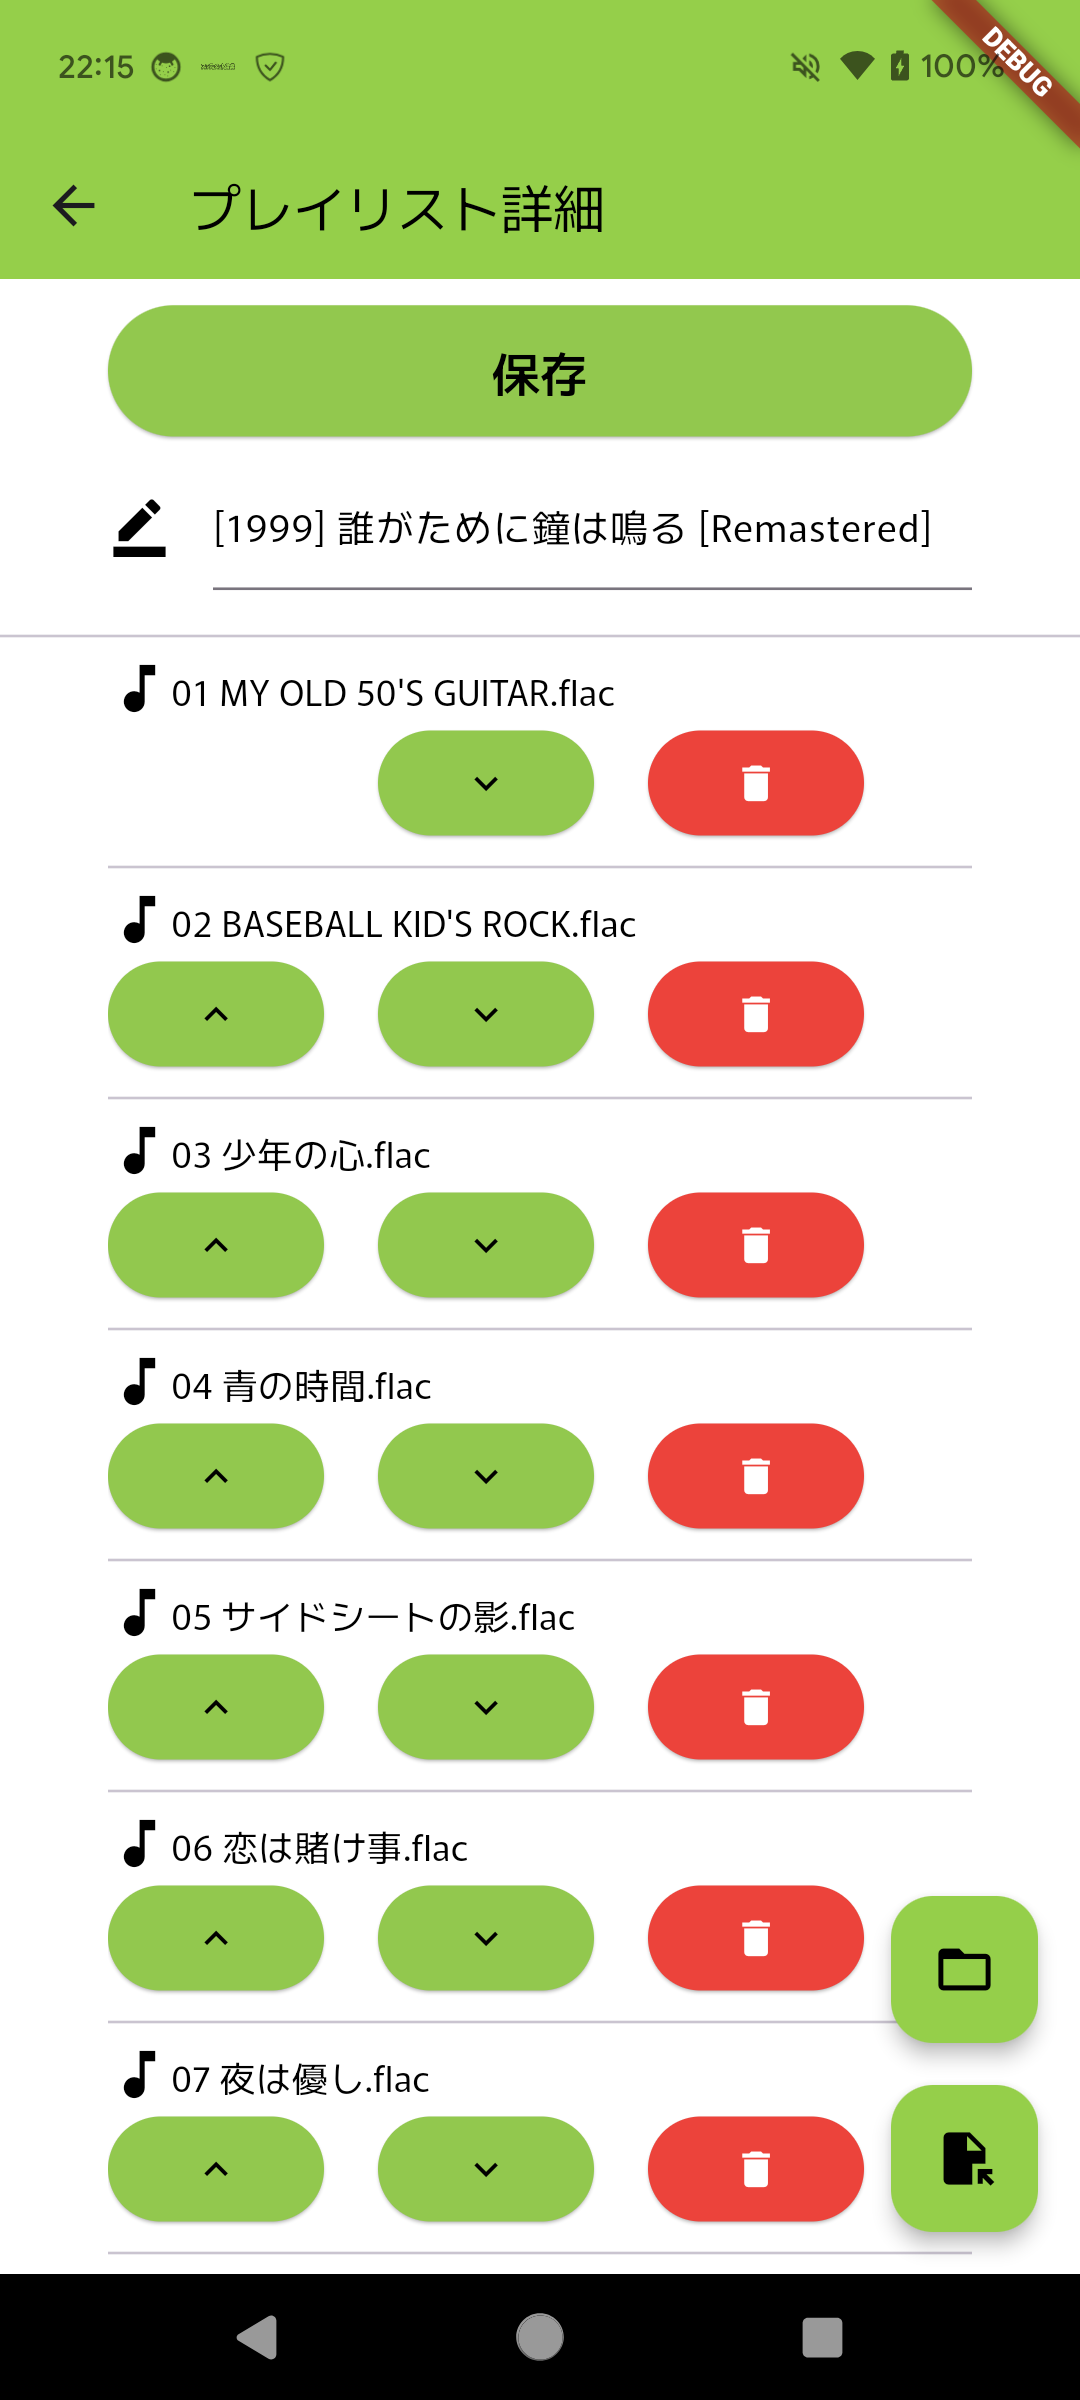 22:15
100%
DEBUG
プレイリスト詳細
保存
[1999] 誰がために鐘は鳴る [Remastered]
01 MY OLD 50'S GUITAR.flac
02 BASEBALL KID'S ROCK.flac
03 少年の心.flac
04 青の時間.flac
05 サイドシートの影.flac
06 恋は賭け事.flac
07 夜は優し.flac